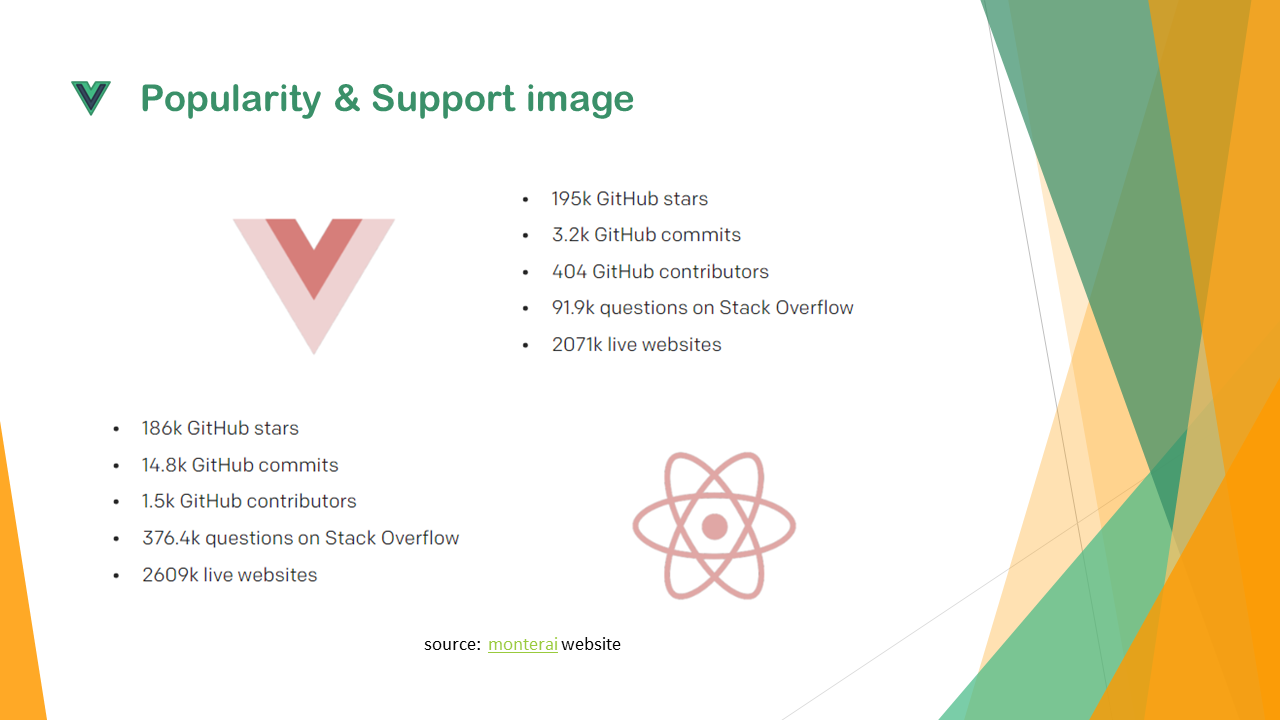 Popularity & Support image
• 195k GitHub stars
• 3.2k GitHub commits
• 404 GitHub contributors
• 91.9k questions on Stack Overflow
• 2071k live websites
• 186k GitHub stars
• 14.8k GitHub commits
• 1.5k GitHub contributors
• 376.4k questions on Stack Overflow
• 2609k live websites
source: monterai website